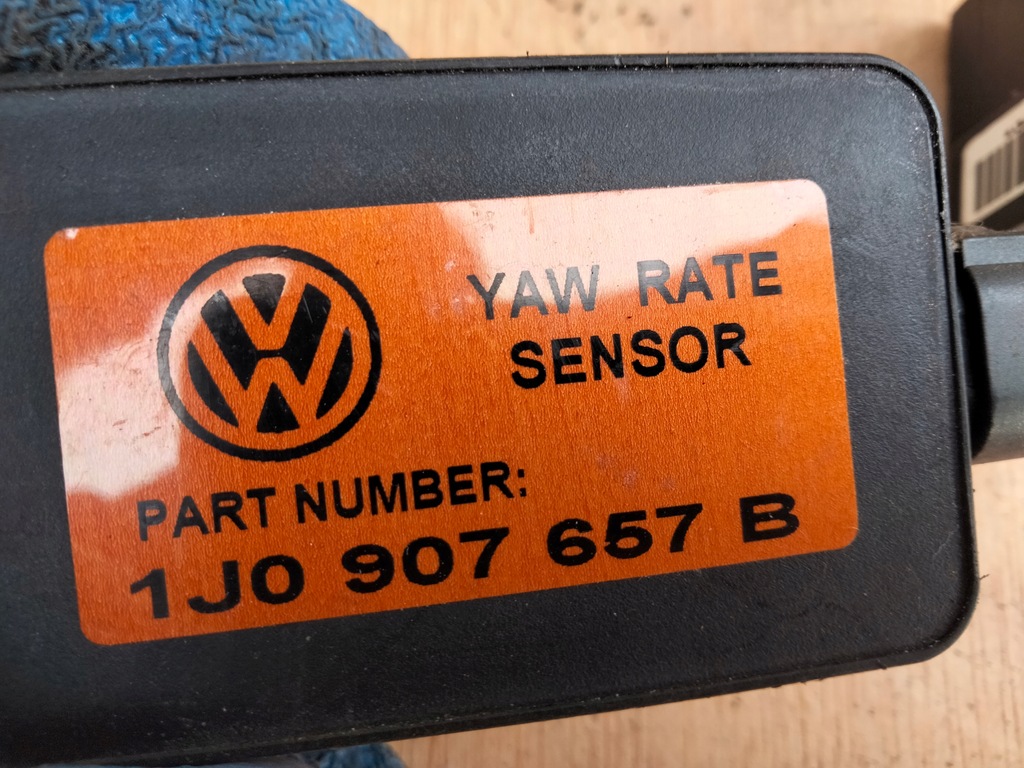 YAW RATE
SENSOR
PART NUMBER:
1J0 907 657 B